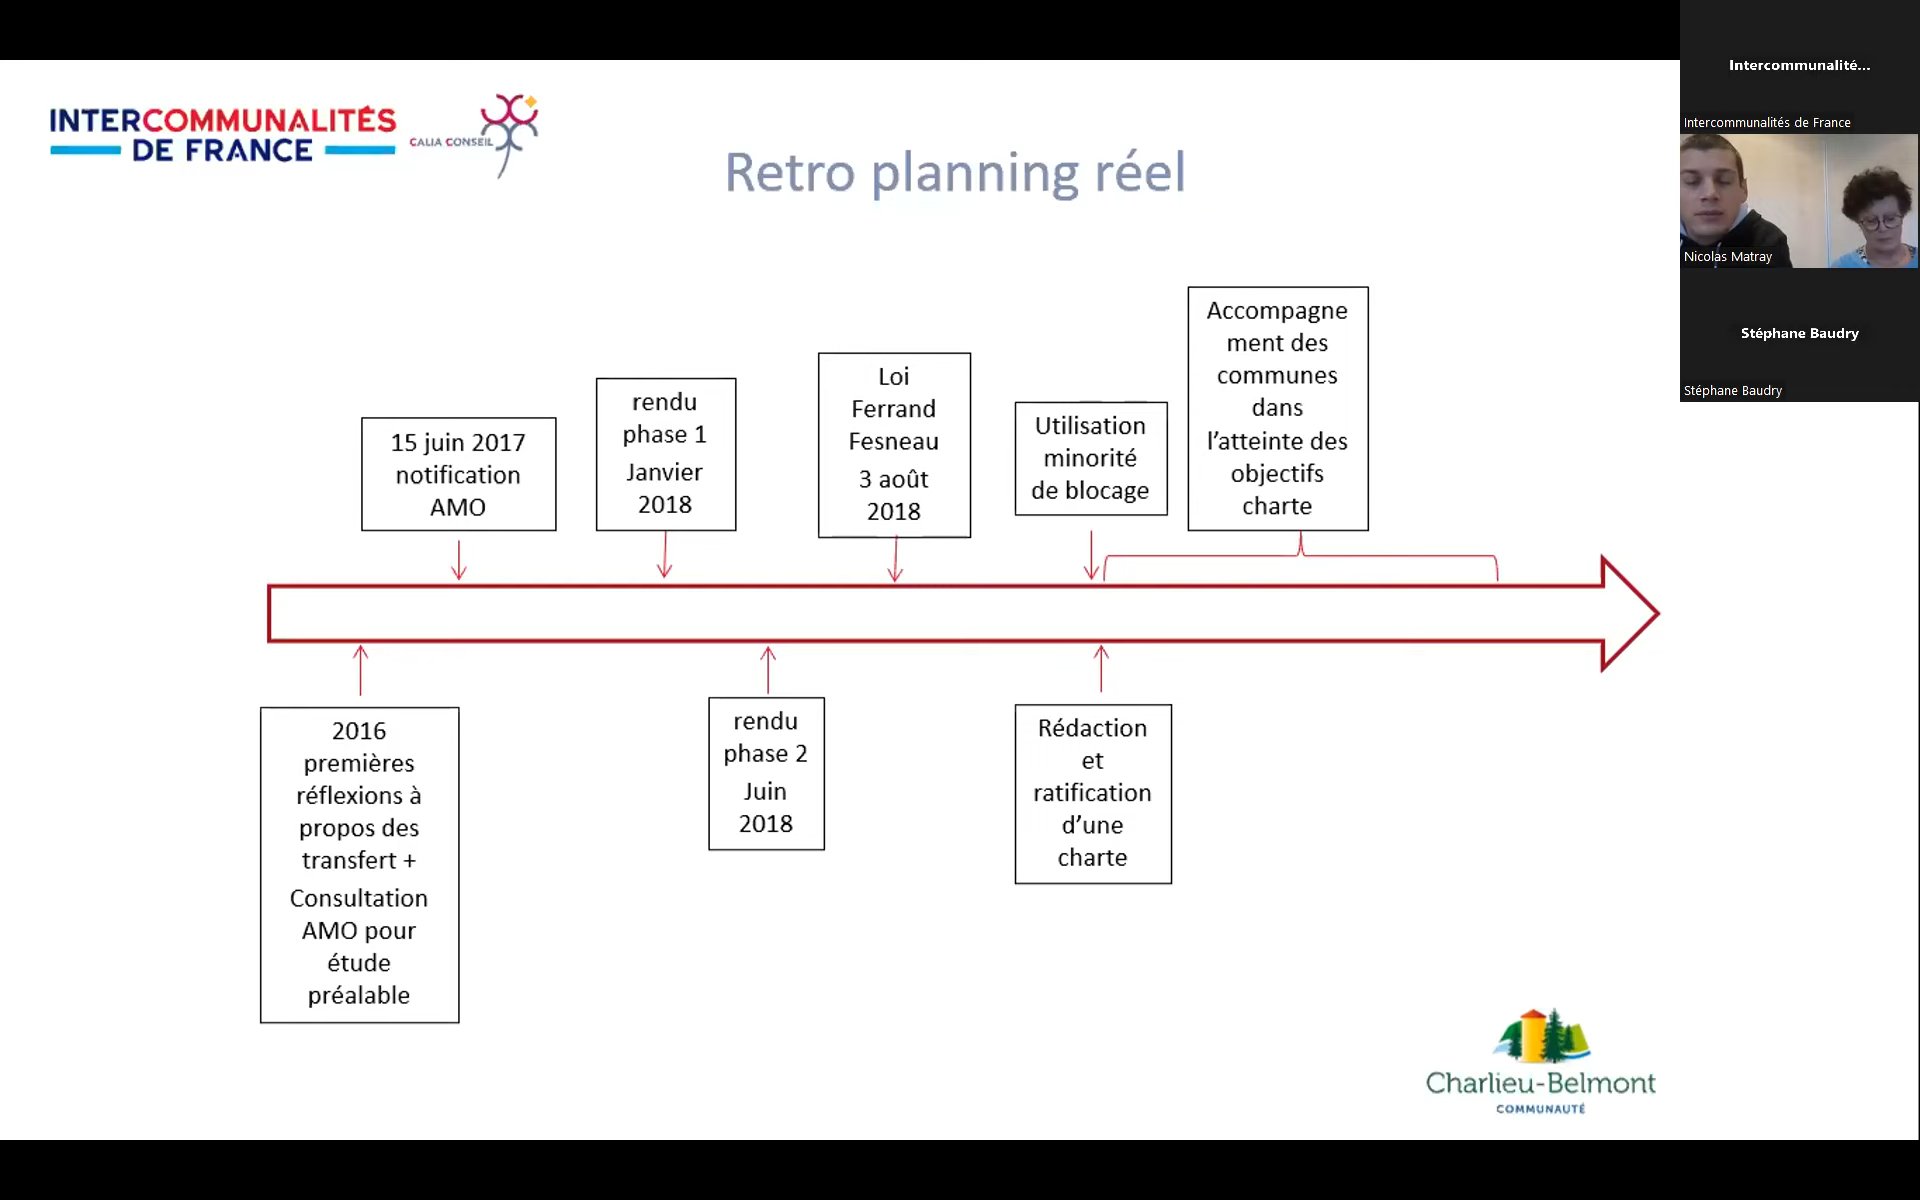 INTERCOMMUNALITÉS
DE FRANCE
CALIA CONSEIL
Retro planning réel
15 juin 2017
notification
AMO
rendu
phase 1
Janvier
2018
Loi
Ferrand
Fesneau
3 août
2018
Utilisation
minorité
de blocage
Accompagne
ment des
communes
dans
l’atteinte des
objectifs
charte
2016
premières
réflexions à
propos des
transfert +
Consultation
AMO pour
étude
préalable
rendu
phase 2
Juin
2018
Rédaction
et
ratification
d’une
charte
Charlieu-Belmont
COMMUNAUTÉ
Intercommunalité...
Intercommunalités de France
Nicolas Matray
Stéphane Baudry
Stéphane Baudry